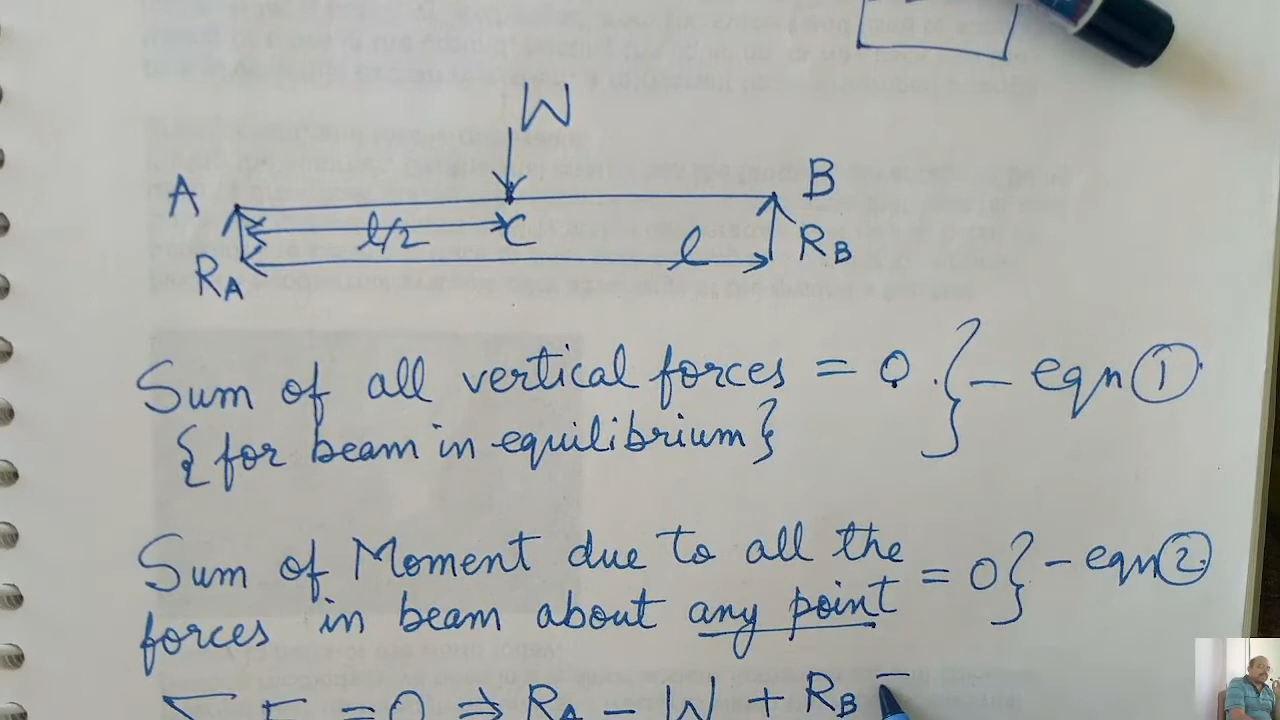 W
A
B
l/2
C
l
RA
RB
Sum of all vertical forces = 0 } - eqn ①
{for beam in equilibrium}
Sum of Moment due to all the
forces in beam about any point = 0} - eqn ②
= 0 ⇒ RA - W + RB